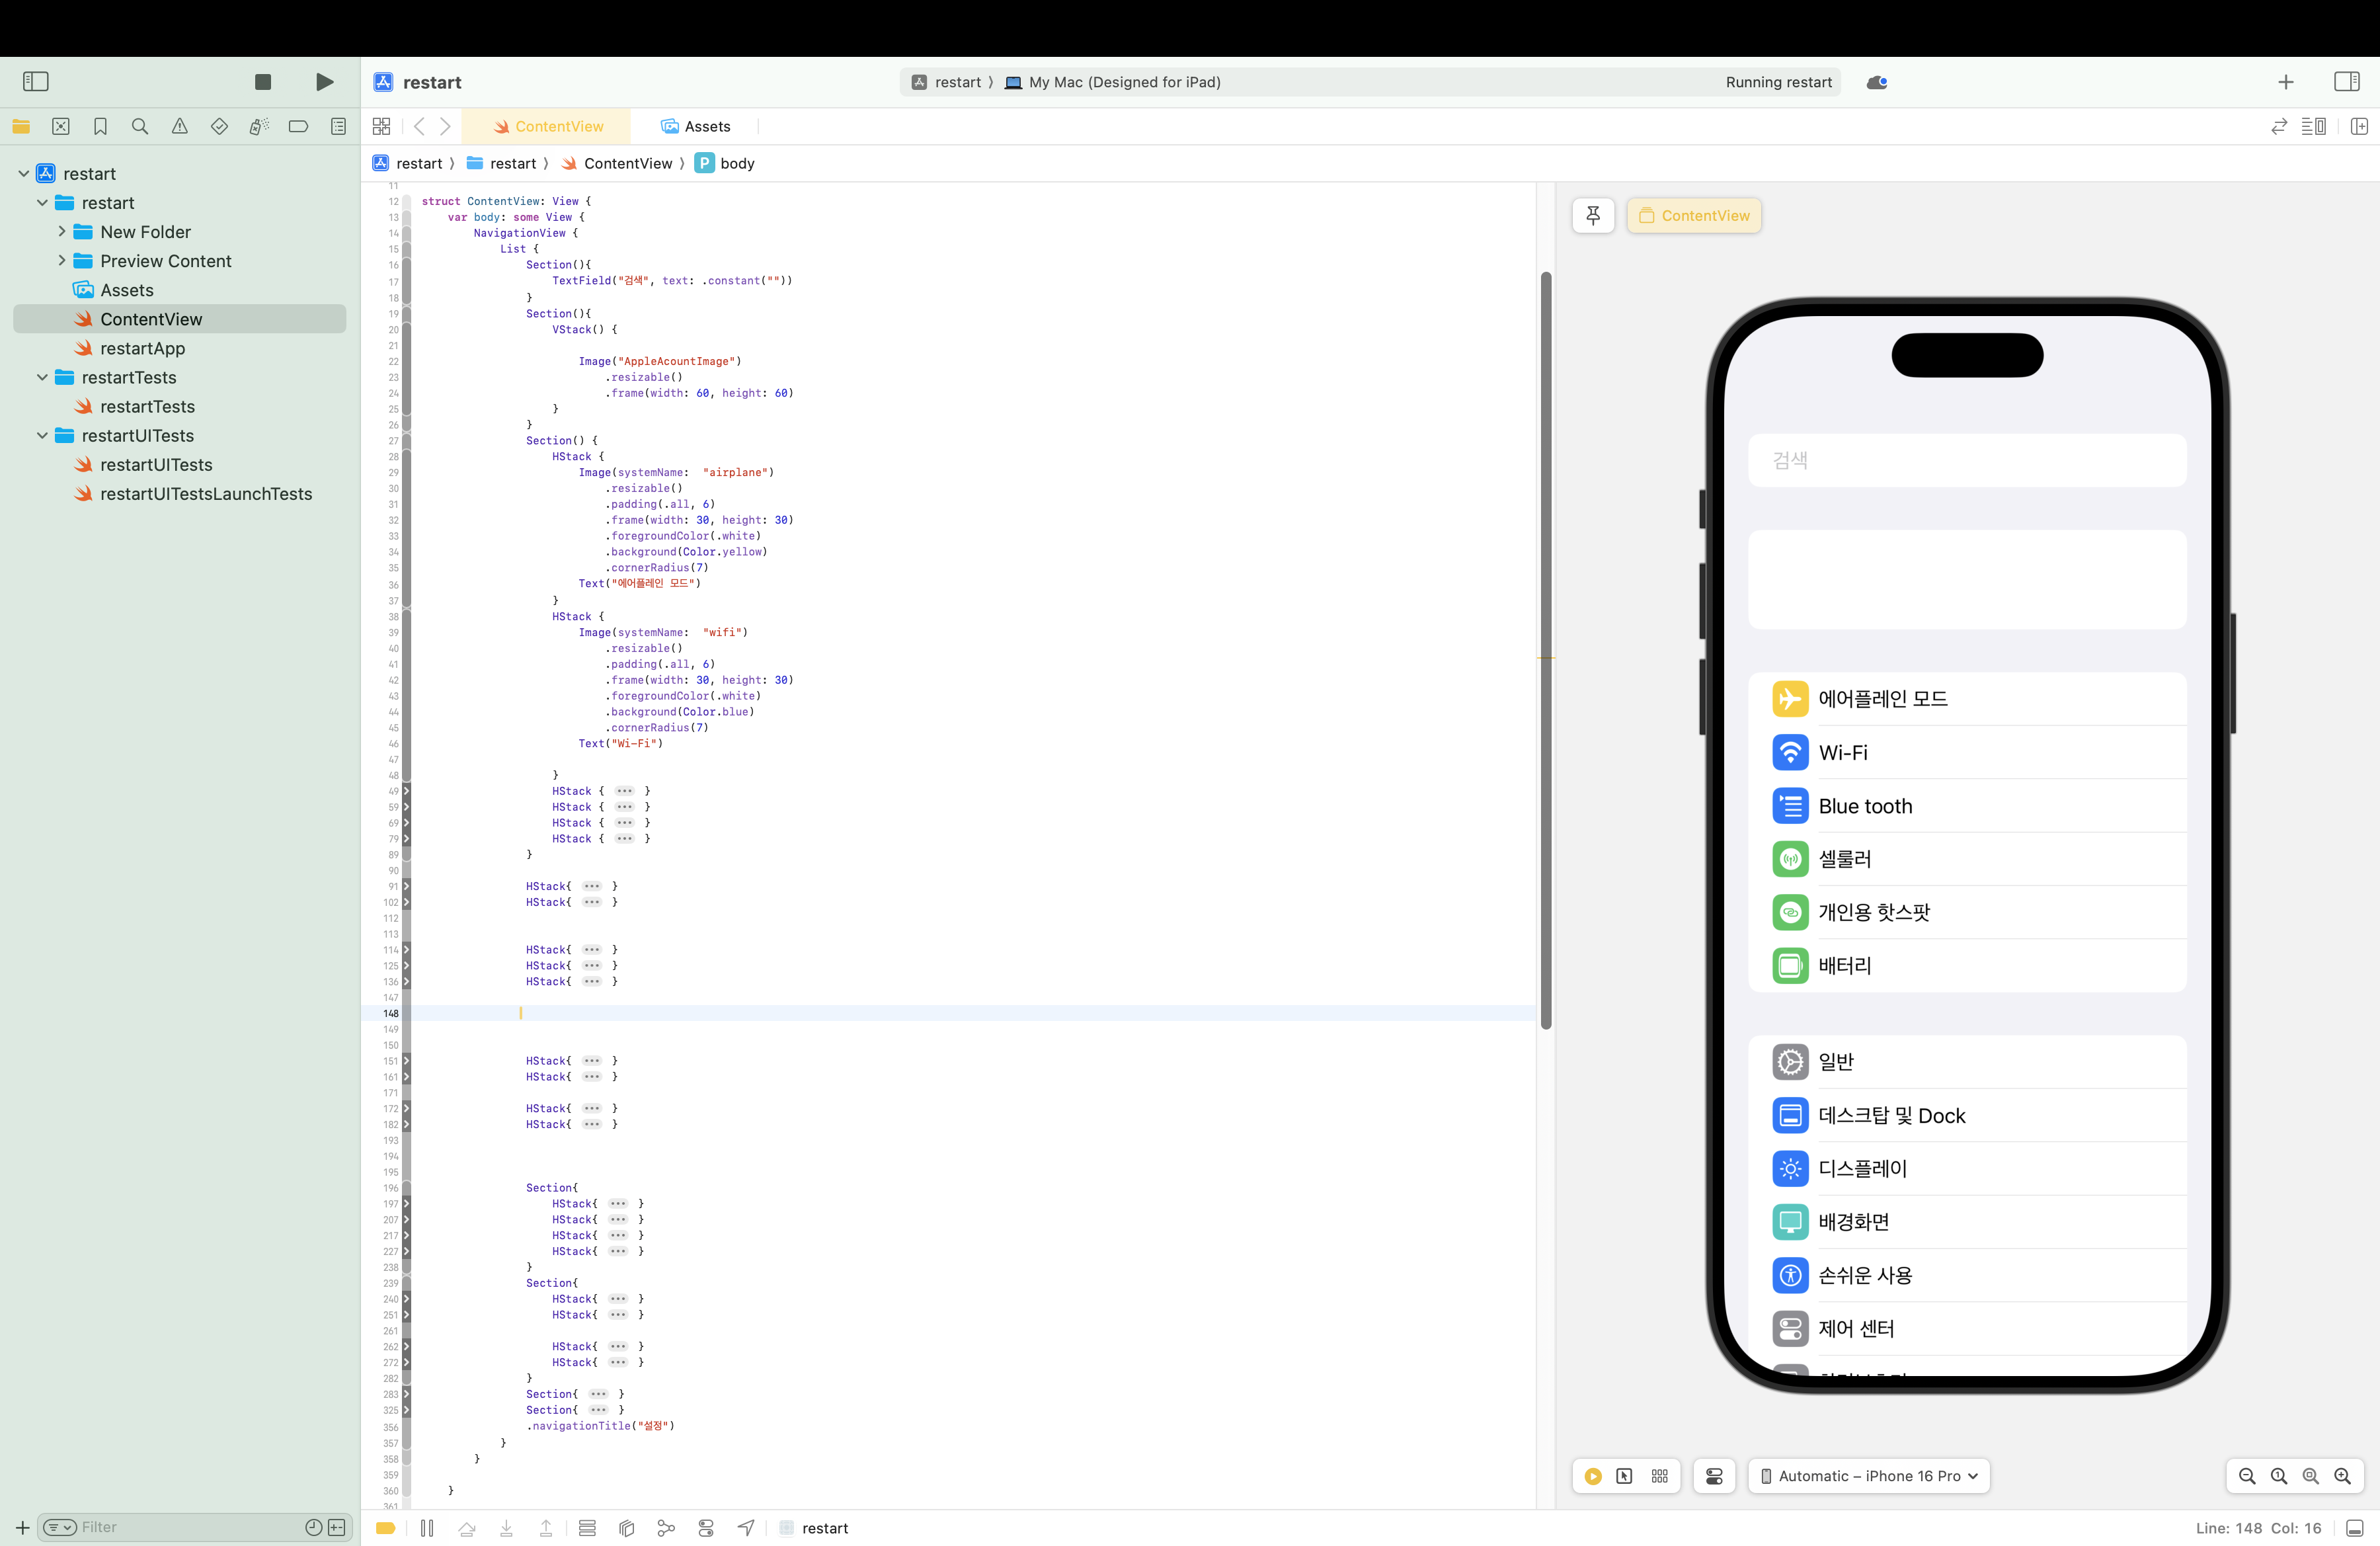 restart
restart 〉 My Mac (Designed for iPad)
Running restart
ContentView
Assets
restart 〉 restart 〉 ContentView 〉 P body
restart
restart
New Folder
Preview Content
Assets
ContentView
restartApp
restartTests
restartTests
restartUITests
restartUITests
restartUITestsLaunchTests
Filter
11
12 struct ContentView: View {
13 var body: some View {
14 NavigationView {
15 List {
16 Section(){
17 TextField("검색", text: .constant(""))
18 }
19 Section(){
20 VStack() {
21
22 Image("AppleAcountImage")
23 .resizable()
24 .frame(width: 60, height: 60)
25 }
26 }
27 Section() {
28 HStack {
29 Image(systemName:  "airplane")
30 .resizable()
31 .padding(.all, 6)
32 .frame(width: 30, height: 30)
33 .foregroundColor(.white)
34 .background(Color.yellow)
35 .cornerRadius(7)
36 Text("에어플레인 모드")
37 }
38 HStack {
39 Image(systemName:  "wifi")
40 .resizable()
41 .padding(.all, 6)
42 .frame(width: 30, height: 30)
43 .foregroundColor(.white)
44 .background(Color.blue)
45 .cornerRadius(7)
46 Text("Wi-Fi")
47
48 }
49 HStack { ••• }
59 HStack { ••• }
69 HStack { ••• }
79 HStack { ••• }
89 }
90
91 HStack{ ••• }
102 HStack{ ••• }
112
113
114 HStack{ ••• }
125 HStack{ ••• }
136 HStack{ ••• }
147
148
149
150
151 HStack{ ••• }
161 HStack{ ••• }
171
172 HStack{ ••• }
182 HStack{ ••• }
193
194
195
196 Section{
197 HStack{ ••• }
207 HStack{ ••• }
217 HStack{ ••• }
227 HStack{ ••• }
238 }
239 Section{
240 HStack{ ••• }
251 HStack{ ••• }
261
262 HStack{ ••• }
272 HStack{ ••• }
282 }
283 Section{ ••• }
325 Section{ ••• }
356 .navigationTitle("설정")
357 }
358 }
359
360 }
361
ContentView
검색
에어플레인 모드
Wi-Fi
Blue tooth
셀룰러
개인용 핫스팟
배터리
일반
데스크탑 및 Dock
디스플레이
배경화면
손쉬운 사용
제어 센터
Automatic – iPhone 16 Pro
restart
Line: 148 Col: 16